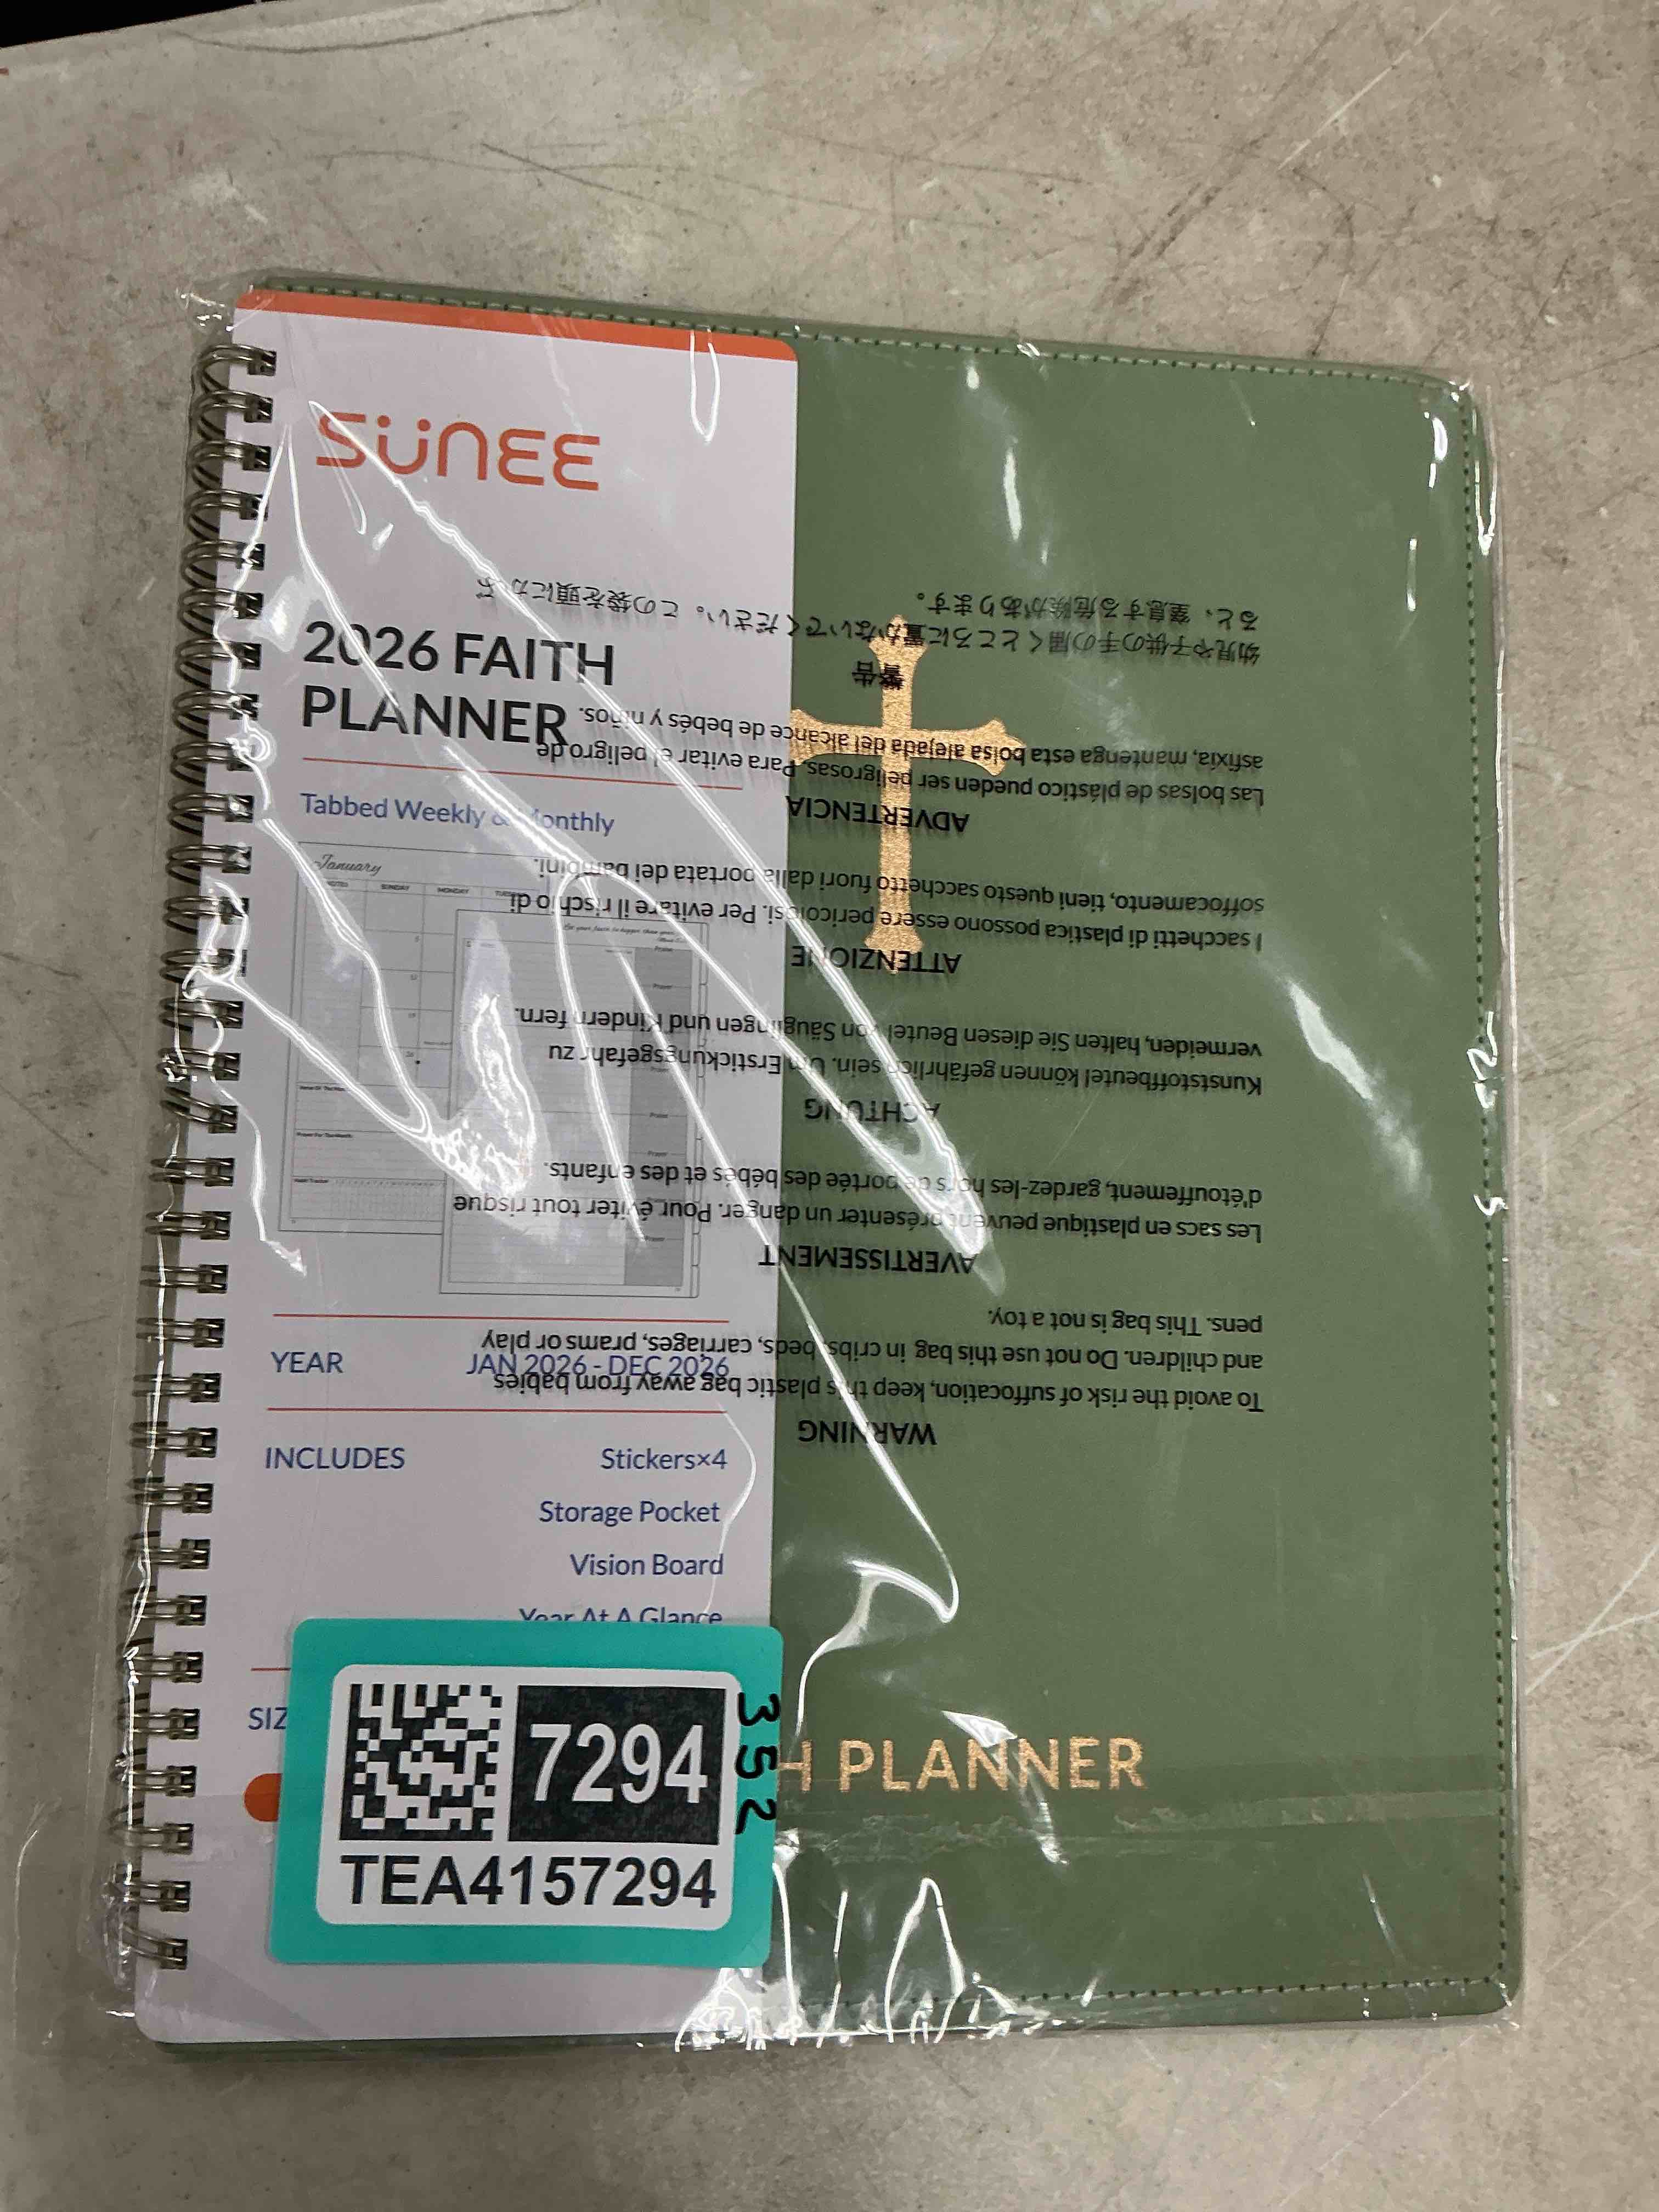 SÜNEE
2026 FAITH
PLANNER
Tabbed Weekly & Monthly
January
NOTES
SUNDAY
MONDAY
YEAR
JAN 2026 - DEC 2026
INCLUDES
Stickers×4
Storage Pocket
Vision Board
Year At A Glance
SIZ
7294
TEA4157294
352
H PLANNER
WARNING
To avoid the risk of suffocation, keep this plastic bag away from babies
and children. Do not use this bag in cribs, beds, carriages, prams or play
pens. This bag is not a toy.
AVERTISSEMENT
Les sacs en plastique peuvent présenter un danger. Pour éviter tout risque
d'étouffement, gardez-les hors de portée des bébés et des enfants.
ACHTUNG
Kunststoffbeutel können gefährlich sein. Um Erstickungsgefahr zu
vermeiden, halten Sie diesen Beutel von Säuglingen und Kindern fern.
ATTENZIONE
I sacchetti di plastica possono essere pericolosi. Per evitare il rischio di
soffocamento, tieni questo sacchetto fuori dalla portata dei bambini.
ADVERTENCIA
Las bolsas de plástico pueden ser peligrosas. Para evitar el peligro de
asfixia, mantenga esta bolsa alejada del alcance de bebés y niños.
警告
幼児や子供の手の届くところに置かないでください。この袋を頭にかぶ
ると、窒息する危険があります。